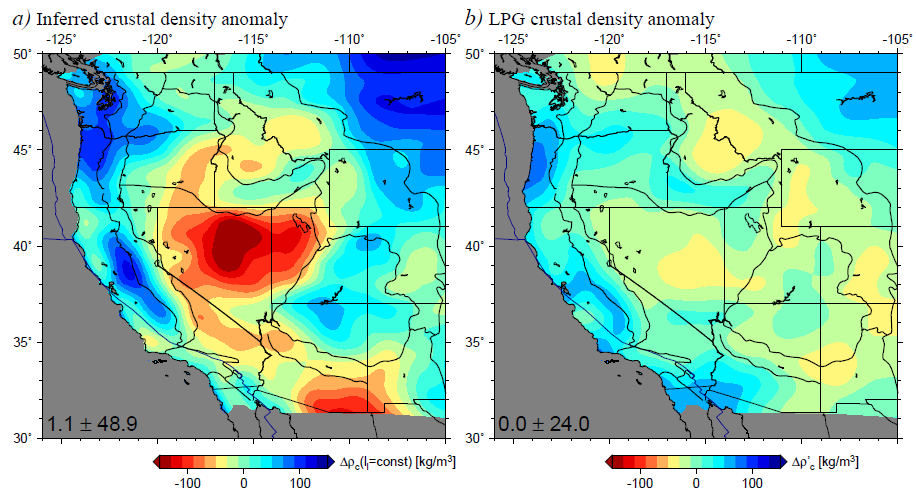 a) Inferred crustal density anomaly
b) LPG crustal density anomaly
-125° -120° -115° -110° -105°
-125° -120° -115° -110° -105°
50°
45°
40°
35°
30°
50°
45°
40°
35°
30°
1.1 ± 48.9
0.0 ± 24.0
Δρc(lI=const) [kg/m³]
-100 0 100
Δρ'c [kg/m³]
-100 0 100